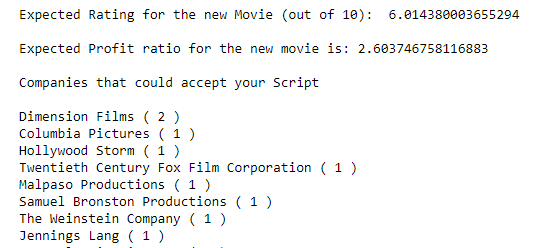 Expected Rating for the new Movie (out of 10):  6.014380003655294
Expected Profit ratio for the new movie is: 2.603746758116883
Companies that could accept your Script
Dimension Films ( 2 )
Columbia Pictures ( 1 )
Hollywood Storm ( 1 )
Twentieth Century Fox Film Corporation ( 1 )
Malpaso Productions ( 1 )
Samuel Bronston Productions ( 1 )
The Weinstein Company ( 1 )
Jennings Lang ( 1 )